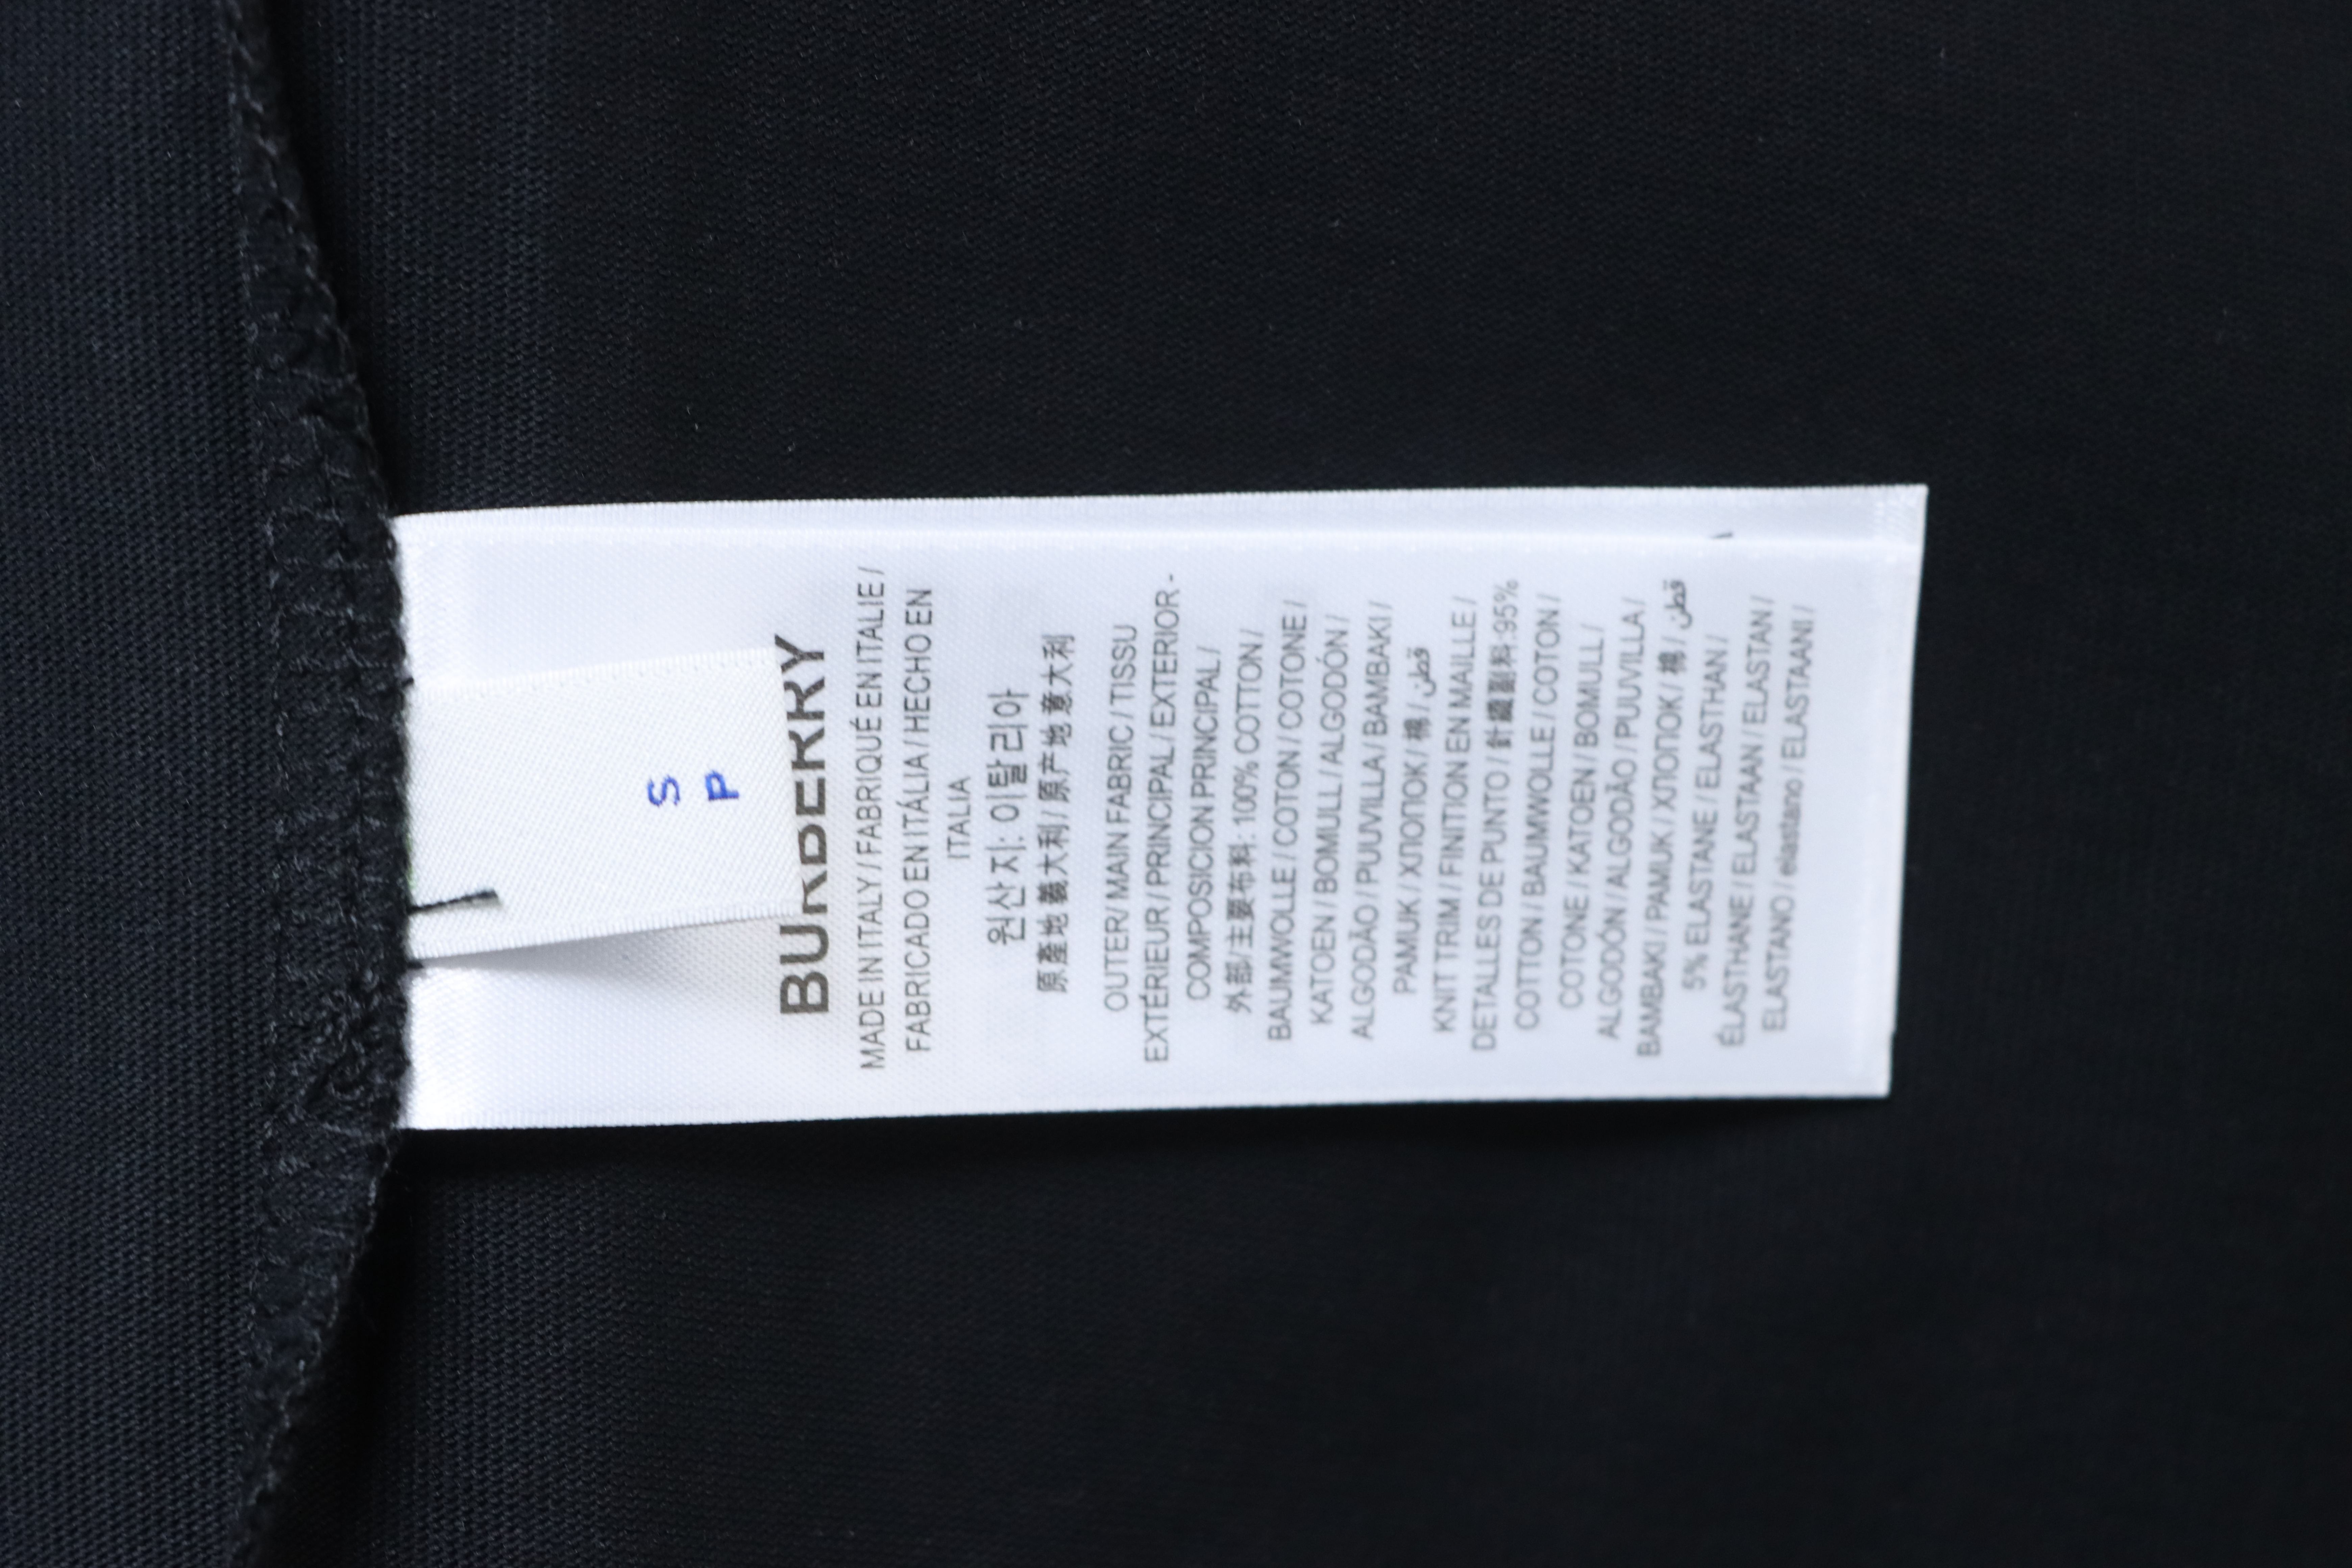 S
P
BURBERRY
MADE IN ITALY / FABRIQUÉ EN ITALIE /
FABRICADO EN ITÁLIA / HECHO EN
ITALIA
원산지: 이탈리아
原產地 義大利 / 原产地 意大利
OUTER/ MAIN FABRIC / TISSU
EXTÉRIEUR / PRINCIPAL / EXTERIOR-
COMPOSICION PRINCIPAL /
外部/主要布料: 100% COTTON /
BAUMWOLLE / COTON / COTONE /
KATOEN / BOMULL / ALGODÓN /
ALGODÃO / PUUVILLA / BAMBAKI /
PAMUK / ХЛОПОК / 棉 / قطن
KNIT TRIM / FINITION EN MAILLE /
DETALLES DE PUNTO / 針織副料:95%
COTTON / BAUMWOLLE / COTON /
COTONE / KATOEN / BOMULL /
ALGODÓN / ALGODÃO / PUUVILLA /
BAMBAKI / PAMUK / ХЛОПОК / 棉 / قطن
5% ELASTANE / ELASTHAN /
ÉLASTHANE / ELASTAAN / ELASTAN /
ELASTANO / elastano / ELASTAANI /